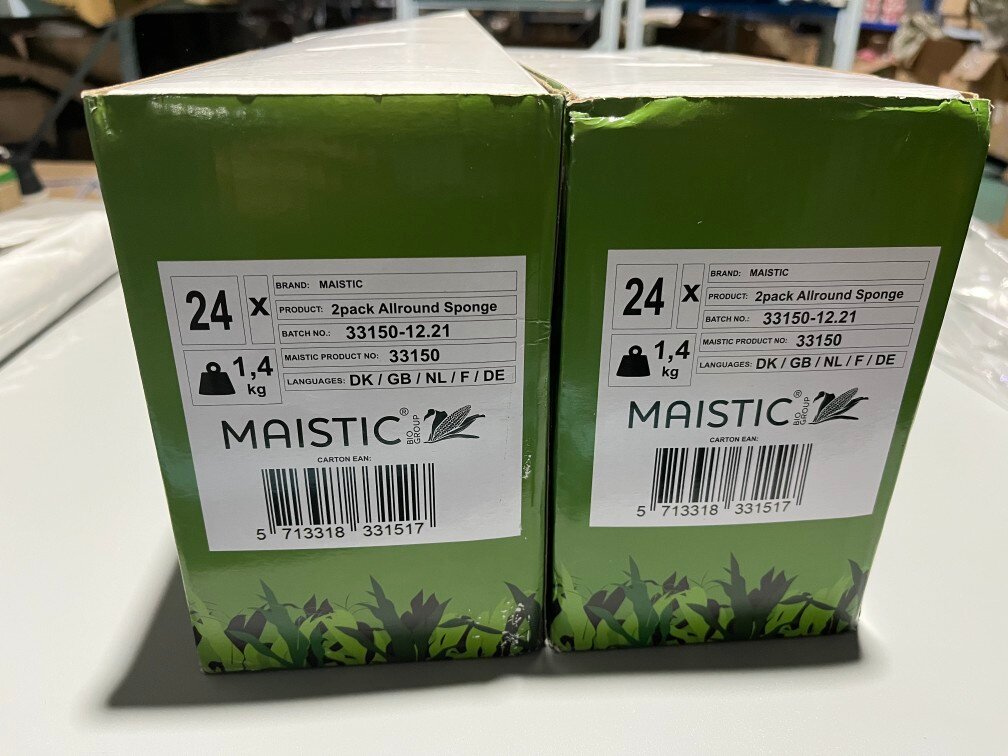 24 X
BRAND: MAISTIC
PRODUCT: 2pack Allround Sponge
BATCH NO.: 33150-12.21
1,4 kg
MAISTIC PRODUCT NO: 33150
LANGUAGES: DK / GB / NL / F / DE
MAISTIC® BIO GROUP
CARTON EAN:
5 713318 331517
24 X
BRAND: MAISTIC
PRODUCT: 2pack Allround Sponge
BATCH NO.: 33150-12.21
1,4 kg
MAISTIC PRODUCT NO: 33150
LANGUAGES: DK / GB / NL / F / DE
MAISTIC® BIO GROUP
CARTON EAN:
5 713318 331517